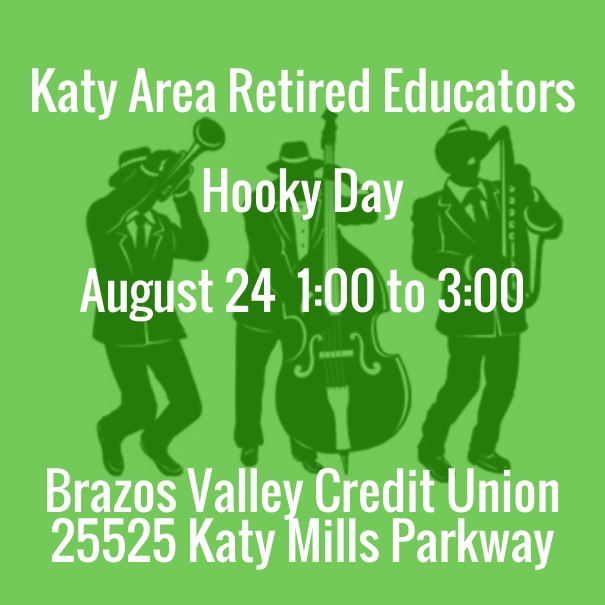 Katy Area Retired Educators
Hooky Day
August 24 1:00 to 3:00
Brazos Valley Credit Union
25525 Katy Mills Parkway